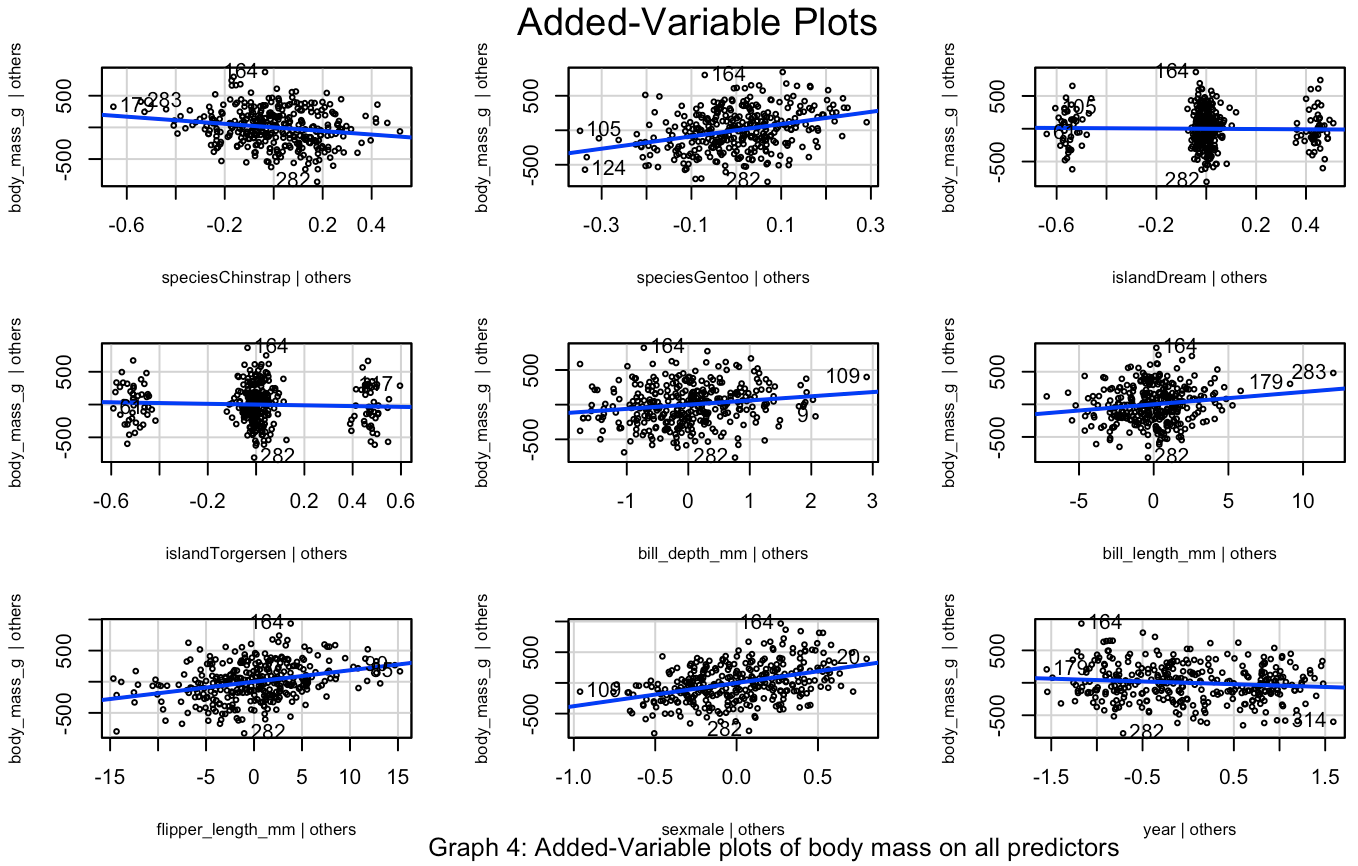 Added-Variable Plots
body_mass_g | others
500
-500
164
179
283
282
-0.6 -0.2 0.2 0.4
speciesChinstrap | others
body_mass_g | others
500
-500
164
105
124
282
-0.3 -0.1 0.1 0.3
speciesGentoo | others
body_mass_g | others
500
-500
164
282
-0.6 -0.2 0.2 0.4
islandDream | others
body_mass_g | others
500
-500
164
282
-0.6 -0.2 0.2 0.4 0.6
islandTorgersen | others
body_mass_g | others
500
-500
164
109
9
282
-1 0 1 2 3
bill_depth_mm | others
body_mass_g | others
500
-500
164
179
283
282
-5 0 5 10
bill_length_mm | others
body_mass_g | others
500
-500
164
282
-15 -5 0 5 10 15
flipper_length_mm | others
body_mass_g | others
500
-500
164
20
282
-1.0 -0.5 0.0 0.5
sexmale | others
body_mass_g | others
500
-500
164
179
314
282
-1.5 -0.5 0.5 1.5
year | others
Graph 4: Added-Variable plots of body mass on all predictors